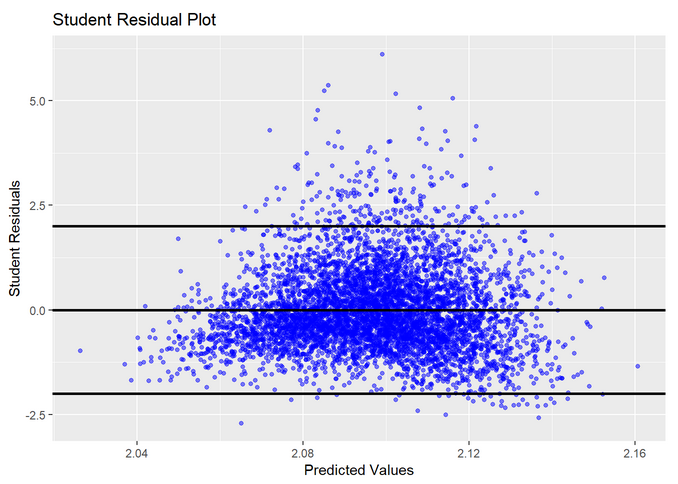 Student Residual Plot
Student Residuals
5.0
2.5
0.0
-2.5
2.04
2.08
2.12
2.16
Predicted Values